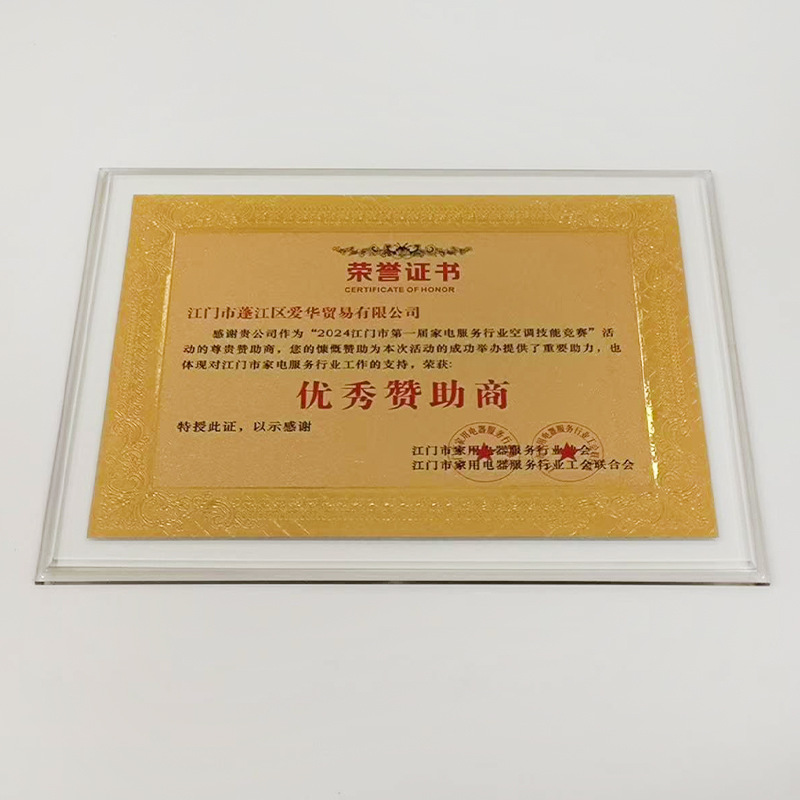 荣誉证书
CERTIFICATE OF HONOR
江门市蓬江区爱华贸易有限公司
感谢贵公司作为“2024江门市第一届家电服务行业空调技能竞赛”活
动的尊贵赞助商，您的慷慨赞助为本次活动的成功举办提供了重要助力，也
体现对江门市家电服务行业工作的支持，荣获:
优秀赞助商
特授此证，以示感谢
江门市家用电器服务行业协会
江门市家用电器服务行业工会联合会